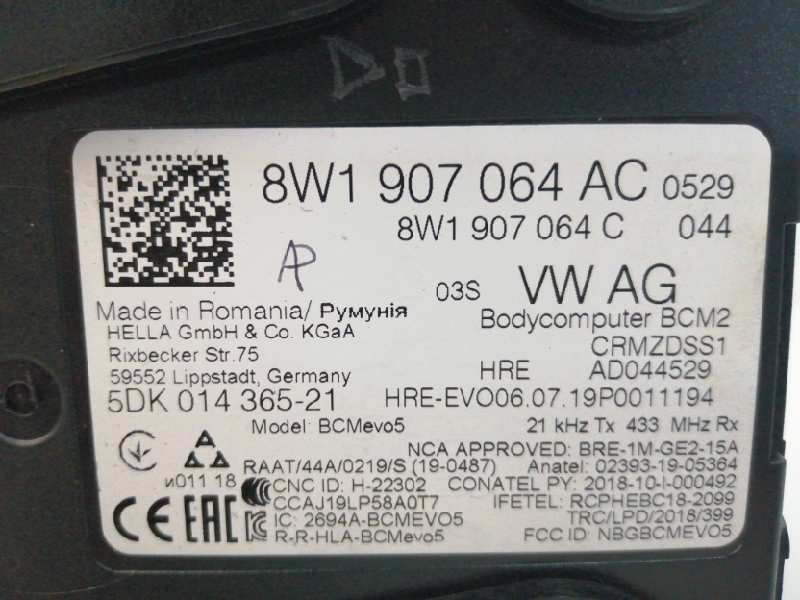 8W1 907 064 AC 0529
8W1 907 064 C 044
AP
03S VW AG
Made in Romania/ Румунія
Bodycomputer BCM2
HELLA GmbH & Co. KGaA
CRMZDSS1
Rixbecker Str.75
HRE AD044529
59552 Lippstadt, Germany
5DK 014 365-21 HRE-EVO06.07.19P0011194
Model: BCMevo5 21 kHz Tx 433 MHz Rx
NCA APPROVED: BRE-1M-GE2-15A
RAAT/44A/0219/S (19-0487) Anatel: 02393-19-05364
и011 18 CNC ID: H-22302 CONATEL PY: 2018-10-I-000492
CCAJ19LP58A0T7 IFETEL: RCPHEBC18-2099
CE EAC IC: 2694A-BCMEVO5 TRC/LPD/2018/399
R-R-HLA-BCMevo5 FCC ID: NBGBCMEVO5